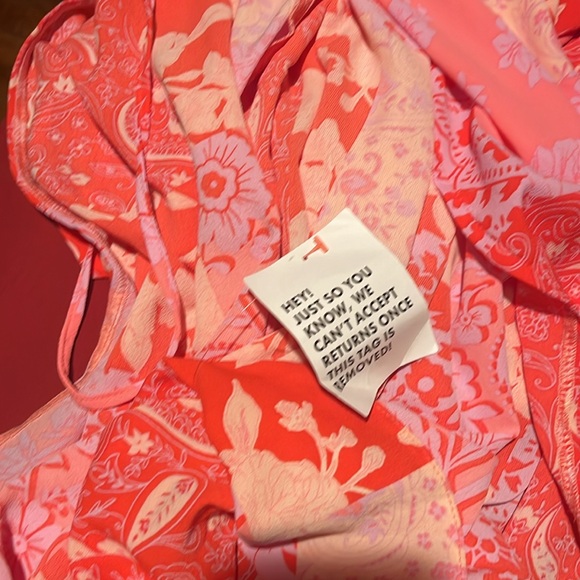 HEY!
JUST SO YOU
KNOW, WE
CAN'T ACCEPT
RETURNS ONCE
THIS TAG IS
REMOVED!